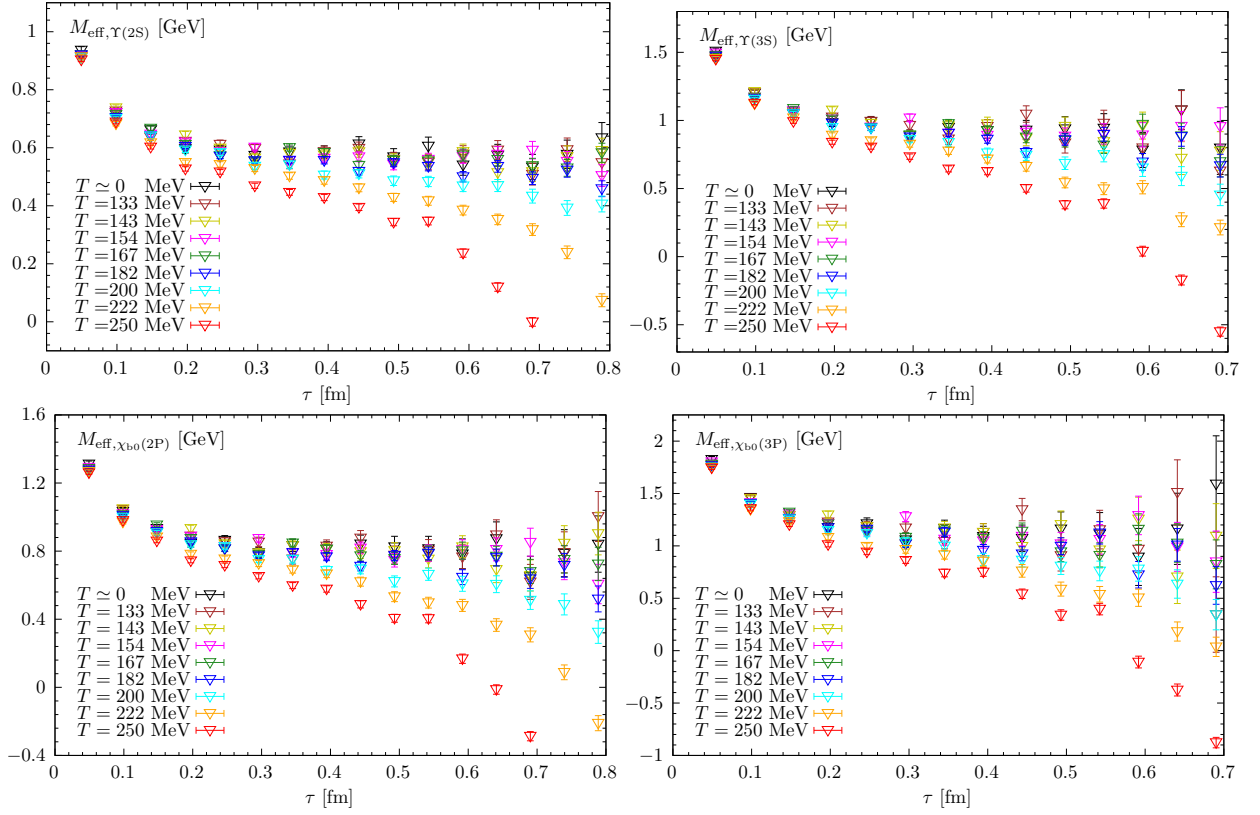 M_eff,Υ(2S) [GeV]
1
0.8
0.6
0.4
0.2
0
T ≃ 0 MeV
T =133 MeV
T =143 MeV
T =154 MeV
T =167 MeV
T =182 MeV
T =200 MeV
T =222 MeV
T =250 MeV
0 0.1 0.2 0.3 0.4 0.5 0.6 0.7 0.8
τ [fm]
M_eff,Υ(3S) [GeV]
1.5
1
0.5
0
−0.5
T ≃ 0 MeV
T =133 MeV
T =143 MeV
T =154 MeV
T =167 MeV
T =182 MeV
T =200 MeV
T =222 MeV
T =250 MeV
0 0.1 0.2 0.3 0.4 0.5 0.6 0.7
τ [fm]
M_eff,χ_b0(2P) [GeV]
1.6
1.2
0.8
0.4
0
−0.4
T ≃ 0 MeV
T = 133 MeV
T = 143 MeV
T = 154 MeV
T = 167 MeV
T = 182 MeV
T = 200 MeV
T = 222 MeV
T = 250 MeV
0 0.1 0.2 0.3 0.4 0.5 0.6 0.7 0.8
τ [fm]
M_eff,χ_b0(3P) [GeV]
2
1.5
1
0.5
0
−0.5
−1
T ≃ 0 MeV
T = 133 MeV
T = 143 MeV
T = 154 MeV
T = 167 MeV
T = 182 MeV
T = 200 MeV
T = 222 MeV
T = 250 MeV
0 0.1 0.2 0.3 0.4 0.5 0.6 0.7
τ [fm]